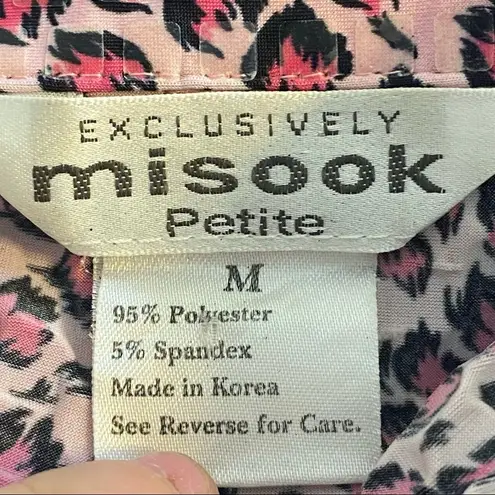 EXCLUSIVELY
misook
Petite
M
95% Polyester
5% Spandex
Made in Korea
See Reverse for Care.